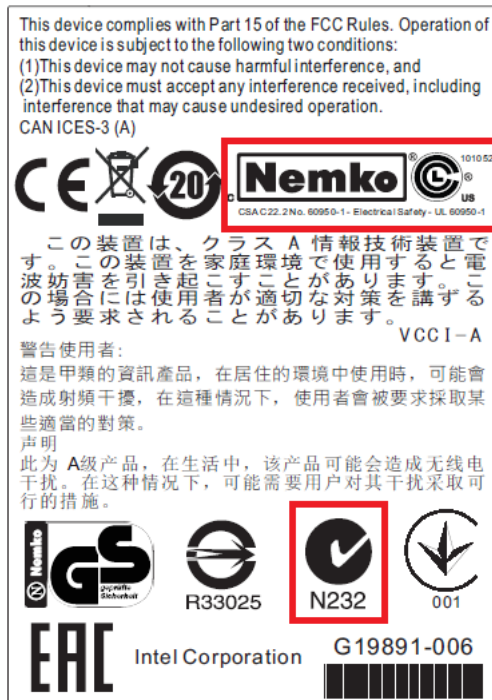 This device complies with Part 15 of the FCC Rules. Operation of
this device is subject to the following two conditions:
(1)This device may not cause harmful interference, and
(2)This device must accept any interference received, including
interference that may cause undesired operation.
CAN ICES-3 (A)
CE 20 C Nemko ® CL ® 101052 US
CSA C22.2 No. 60950-1 - Electrical Safety - UL 60950-1
この装置は、クラス A 情報技術装置で
す。この装置を家庭環境で使用すると電
波妨害を引き起こすことがあります。こ
の場合には使用者が適切な対策を講ずる
よう要求されることがあります。
VCCI-A
警告使用者:
這是甲類的資訊產品，在居住的環境中使用時，可能會
造成射頻干擾，在這種情況下，使用者會被要求採取某
些適當的對策。
声明
此为 A级产品，在生活中，该产品可能会造成无线电
干扰。在这种情况下，可能需要用户对其干扰采取可
行的措施。
N Nemko GS geprüfte Sicherheit
R33025 N232 001
EAC Intel Corporation G19891-006